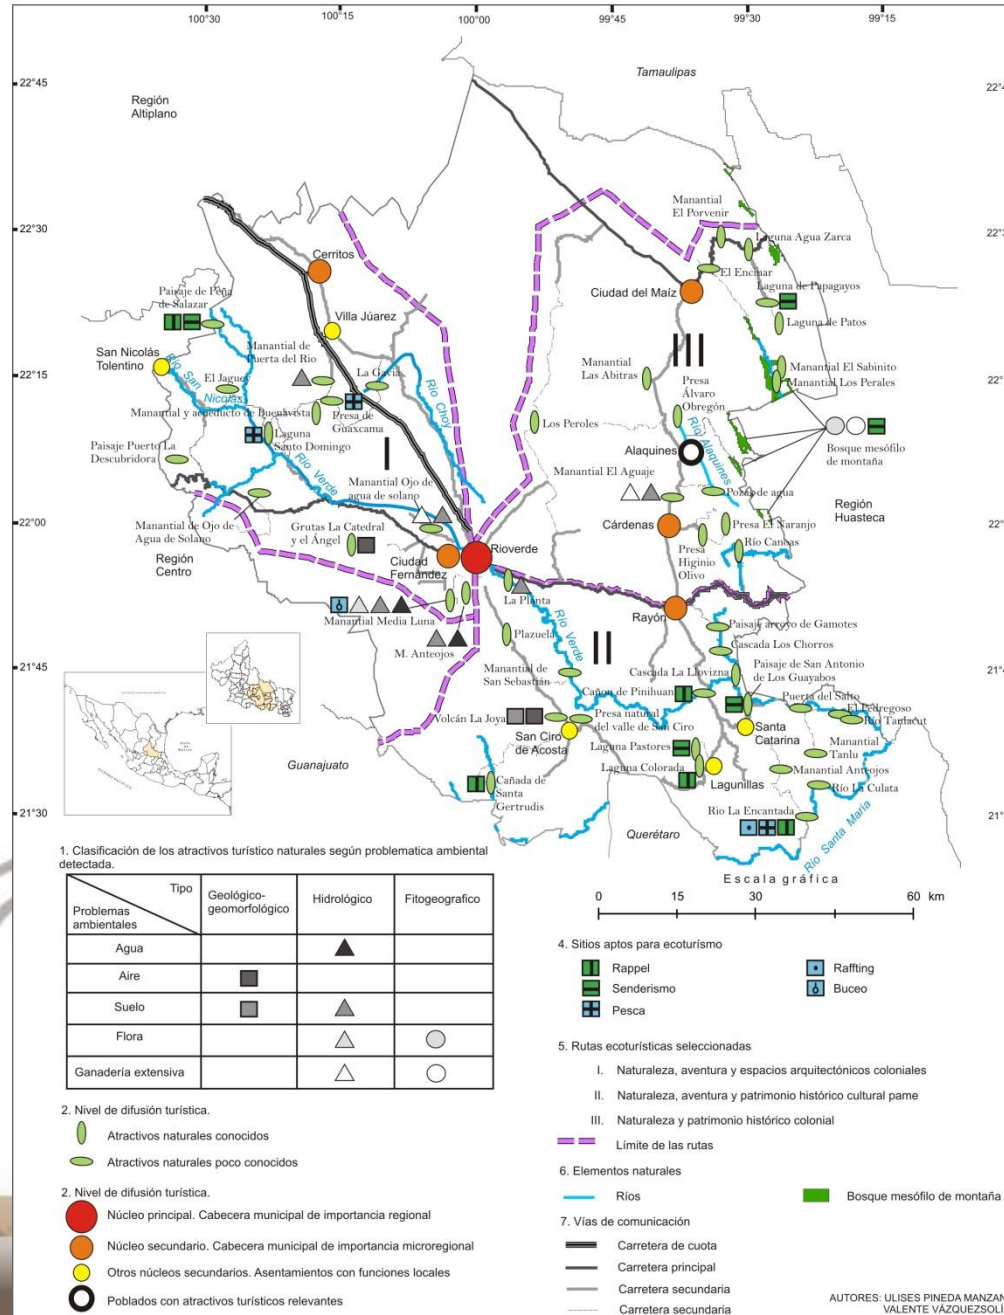 100°30
100°15
100°00
99°45
99°30
99°15
22°45
Tamaulipas
Región
Altiplano
Manantial
El Porvenir
22°30
Laguna Agua Zarca
Cerritos
El Encinar
Ciudad del Maíz
Laguna de Papagayos
Paisaje de Peña
de Salazar
Villa Júarez
Laguna de Patos
III
Manantial de
Puerta del Rio
San Nicolás
Tolentino
Río San
Nicolás
22°15
El Jaguey
La Gavia
Río Choy
Manantial
Las Abitras
Presa
Álvaro
Obregón
Manantial El Sabinito
Manantial Los Perales
Manantial y acueducto de Buenavista
Presa de
Guaxcama
Los Peroles
Río Alaquines
Laguna
Santo Domingo
Bosque mesófilo
de montaña
Paisaje Puerto La
Descubridora
I
Alaquines
Río Verde
Manantial Ojo de
agua de solano
Manantial El Aguaje
Pozas de agua
Región
Huasteca
22°00
Manantial de Ojo de
Agua de Solano
Grutas La Catedral
y el Ángel
Cárdenas
Presa El Naranjo
Río Canoas
Región
Centro
Ciudad
Fernández
Rioverde
Presa
Higinio
Olivo
La Planta
Manantial Media Luna
Rayón
Río Verde
Paisaje arroyo de Gamotes
M. Anteojos
Plazuela
II
Cascada Los Chorros
21°45
Manantial de
San Sebastián
Cascada La Llovizna
Paisaje de San Antonio
de Los Guayabos
Cañon de Pinihuan
Puerta del Salto
El Pedregoso
Río Tanlacut
Volcán La Joya
Presa natural
del valle de San Ciro
San Ciro
de Acosta
Santa
Catarina
Laguna Pastores
Manantial
Tanlu
Guanajuato
Laguna Colorada
Lagunillas
Manantial Anteojos
Cañada de
Santa
Gertrudis
Río La Culata
21°30
Rio La Encantada
Rio Santa María
Querétaro
Escala gráfica
0 15 30 60 km
1. Clasificación de los atractivos turístico naturales según problematica ambiental
detectada.
Tipo
Problemas
ambientales
Geológico-
geomorfológico
Hidrológico
Fitogeografico
Agua
Aire
Suelo
Flora
Ganadería extensiva
2. Nivel de difusión turística.
Atractivos naturales conocidos
Atractivos naturales poco conocidos
2. Nivel de difusión turística.
Núcleo principal. Cabecera municipal de importancia regional
Núcleo secundario. Cabecera municipal de importancia microregional
Otros núcleos secundarios. Asentamientos con funciones locales
Poblados con atractivos turísticos relevantes
4. Sitios aptos para ecoturísmo
Rappel
Raffting
Senderismo
Buceo
Pesca
5. Rutas ecoturísticas seleccionadas
I. Naturaleza, aventura y espacios arquitectónicos coloniales
II. Naturaleza, aventura y patrimonio histórico cultural pame
III. Naturaleza y patrimonio histórico colonial
Límite de las rutas
6. Elementos naturales
Ríos
Bosque mesófilo de montaña
7. Vías de comunicación
Carretera de cuota
Carretera principal
Carretera secundaria
Carretera secundaria
AUTORES: ULISES PINEDA MANZAN
VALENTE VÁZQUEZSOLÍ